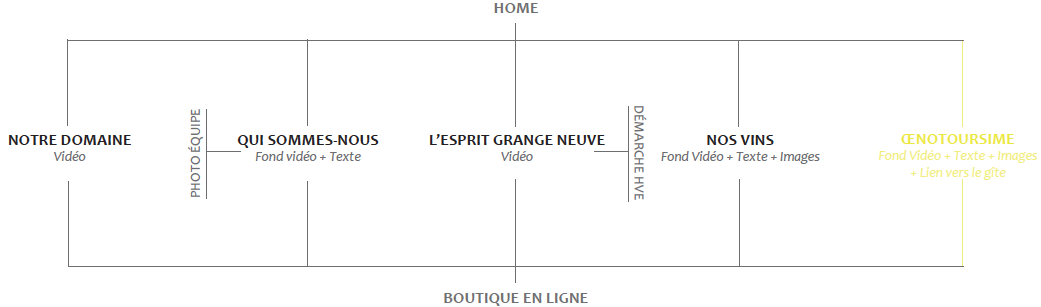 HOME
NOTRE DOMAINE
Vidéo
PHOTO ÉQUIPE
QUI SOMMES-NOUS
Fond vidéo + Texte
L'ESPRIT GRANGE NEUVE
Vidéo
DÉMARCHE HVE
NOS VINS
Fond Vidéo + Texte + Images
ŒNOTOURSIME
Fond Vidéo + Texte + Images
+ Lien vers le gîte
BOUTIQUE EN LIGNE